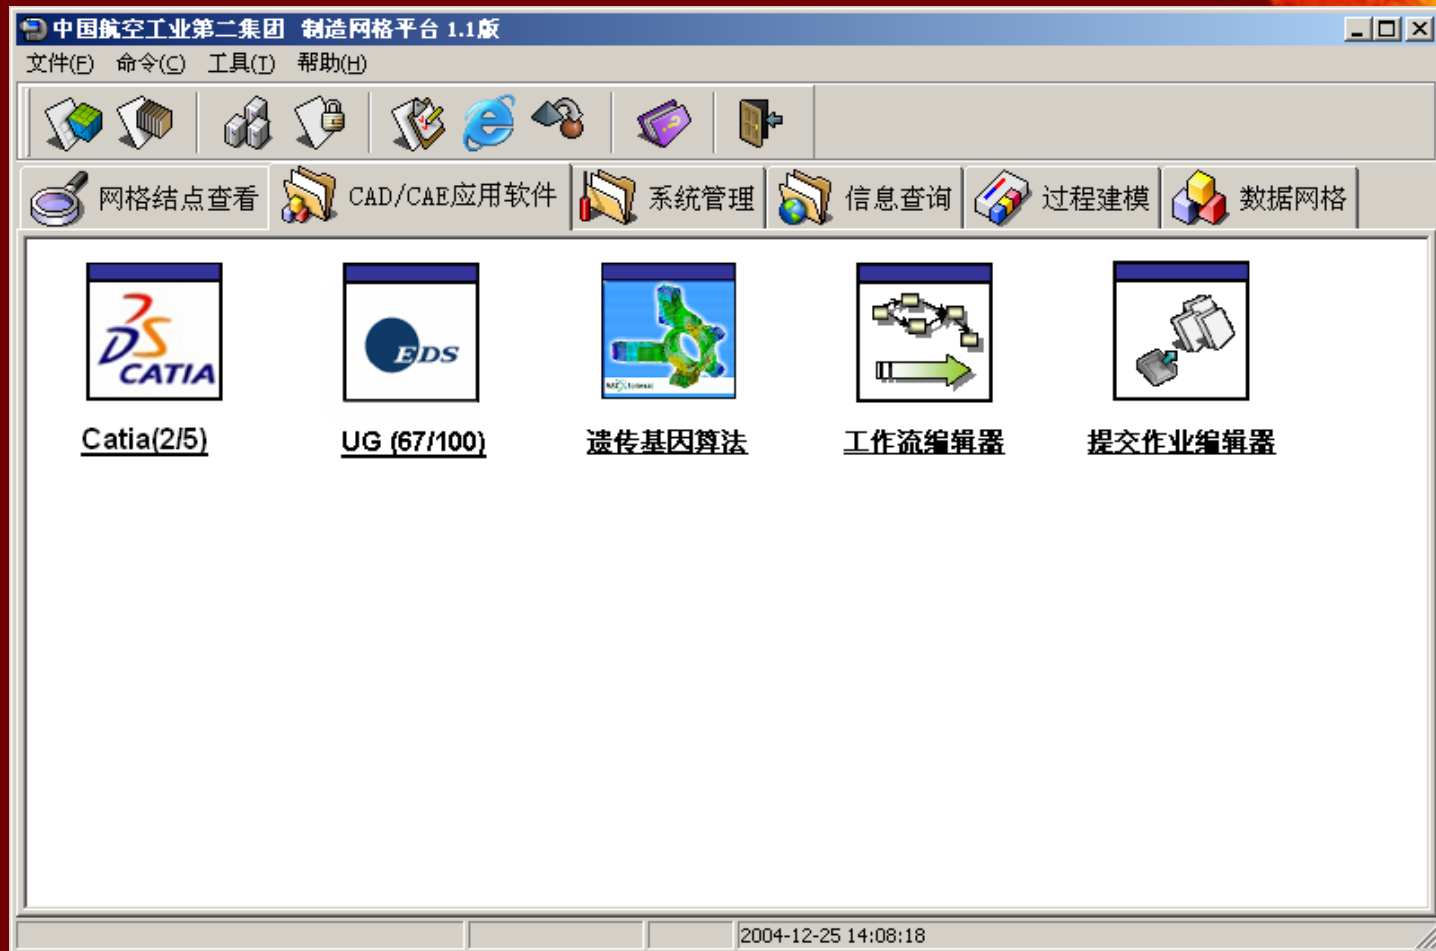 中国航空工业第二集团 制造网格平台 1.1版
文件(F) 命令(C) 工具(T) 帮助(H)
网格结点查看 CAD/CAE应用软件 系统管理 信息查询 过程建模 数据网格
DS
CATIA
EDS
Catia(2/5) UG (67/100) 遗传基因算法 工作流编辑器 提交作业编辑器
2004-12-25 14:08:18